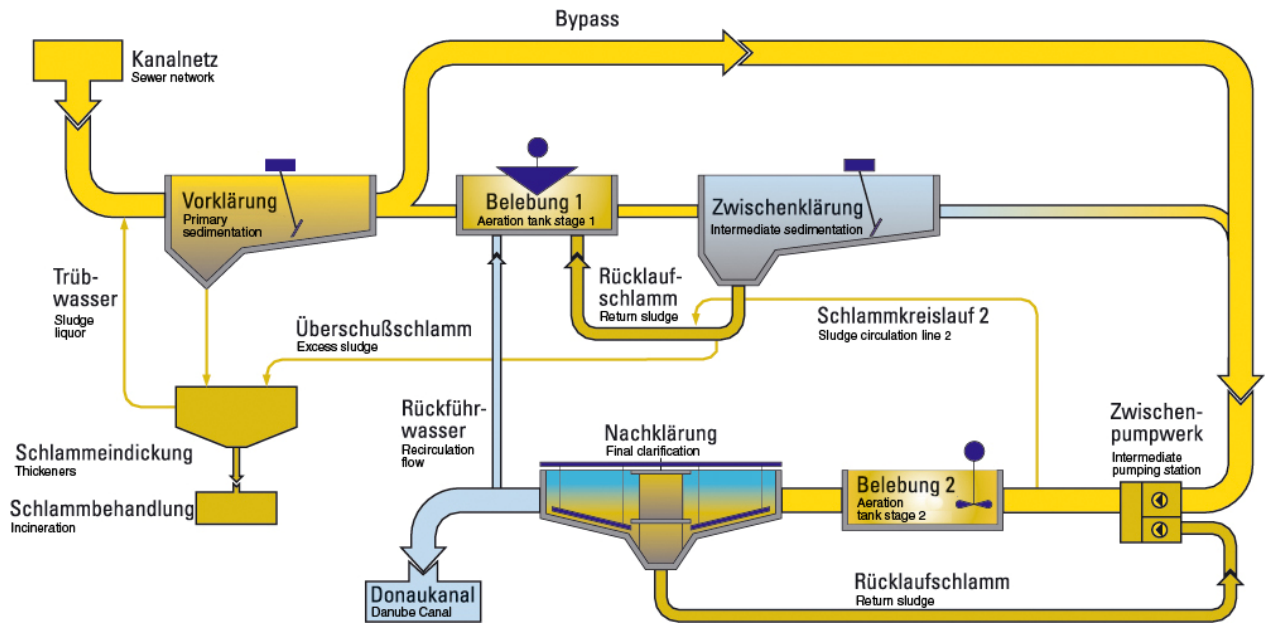 Bypass
Kanalnetz
Sewer network
Vorklärung
Primary
sedimentation
Belebung 1
Aeration tank stage 1
Zwischenklärung
Intermediate sedimentation
Trüb-
wasser
Sludge
liquor
Rücklauf-
schlamm
Return sludge
Schlammkreislauf 2
Sludge circulation line 2
Überschußschlamm
Excess sludge
Rückführ-
wasser
Recirculation
flow
Nachklärung
Final clarification
Zwischen-
pumpwerk
Intermediate
pumping station
Schlammeindickung
Thickeners
Belebung 2
Aeration
tank stage 2
Schlammbehandlung
Incineration
Donaukanal
Danube Canal
Rücklaufschlamm
Return sludge